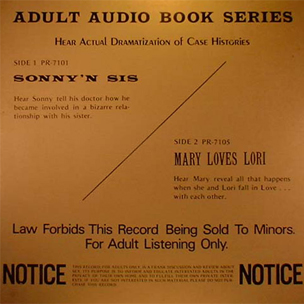 ADULT AUDIO BOOK SERIES
HEAR ACTUAL DRAMATIZATION OF CASE HISTORIES
SIDE 1 PR-7101
SONNY'N SIS
Hear Sonny tell his doctor how he
became involved in a bizarre rela-
tionship with his sister.
SIDE 2 PR-7105
MARY LOVES LORI
Hear Mary reveal all that happens
when she and Lori fall in Love...
with each other.
Law Forbids This Record Being Sold To Minors.
For Adult Listening Only.
NOTICE
NOTICE